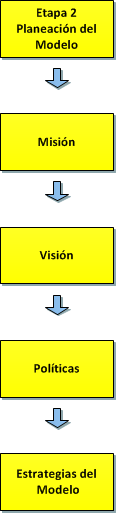 Etapa 2
Planeación del
Modelo
Misión
Visión
Políticas
Estrategias del
Modelo